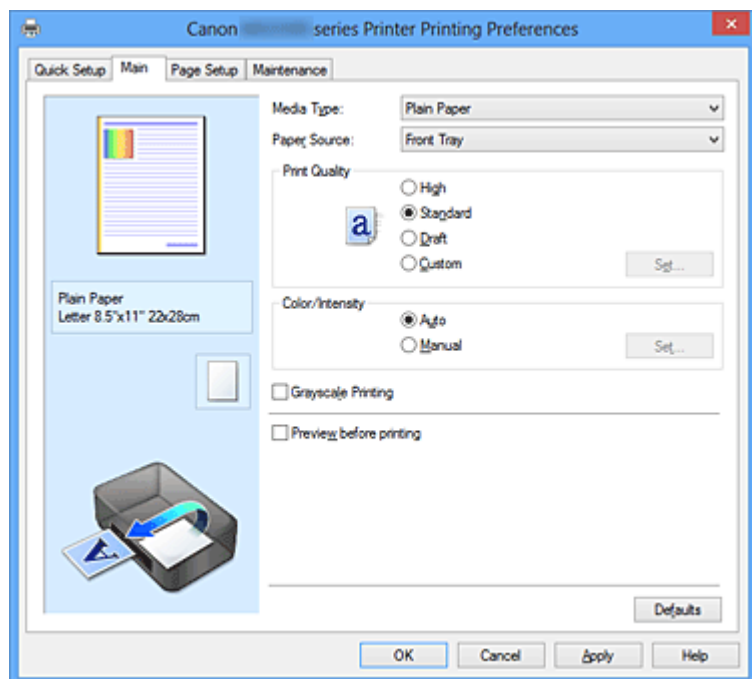 Canon series Printer Printing Preferences
Quick Setup Main Page Setup Maintenance
Media Type: Plain Paper
Paper Source: Front Tray
Print Quality
High
Standard
Draft
Custom Set...
Plain Paper
Letter 8.5"x11" 22x28cm
Color/Intensity
Auto
Manual Set...
Grayscale Printing
Preview before printing
Defaults
OK Cancel Apply Help
a
A